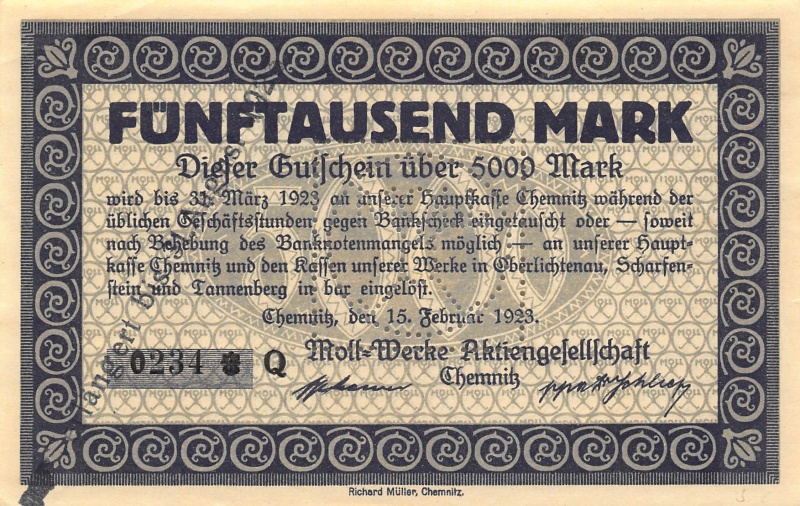 FÜNFTAUSEND MARK
Dieser Gutschein über 5000 Mark
wird bis 31. März 1923 an unserer Hauptkasse Chemnitz während der
üblichen Geschäftsstunden gegen Bankscheck eingetauscht oder — soweit
nach Behebung des Banknotenmangels möglich — an unserer Haupt-
kasse Chemnitz und den Kassen unserer Werke in Oberlichtenau, Scharfen-
stein und Tannenberg in bar eingelöst.
Chemnitz, den 15. Februar 1923.
0234 Q
Moll-Werke Aktiengesellschaft
Chemnitz
Richard Müller, Chemnitz.
5000
MOLL